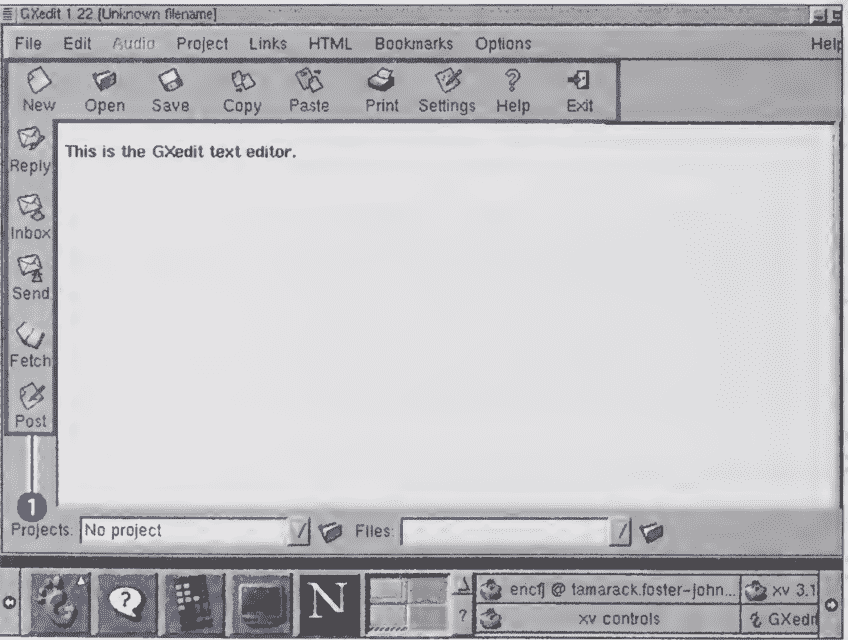 GXedit 1.22 [Unknown filename]
File Edit Audio Project Links HTML Bookmarks Options Help
New Open Save Copy Paste Print Settings Help Exit
Reply
This is the GXedit text editor.
Inbox
Send
Fetch
Post
1
Projects: No project Files:
encfj @ tamarack.foster-john... xv 3.1
N
? xv controls GXedi